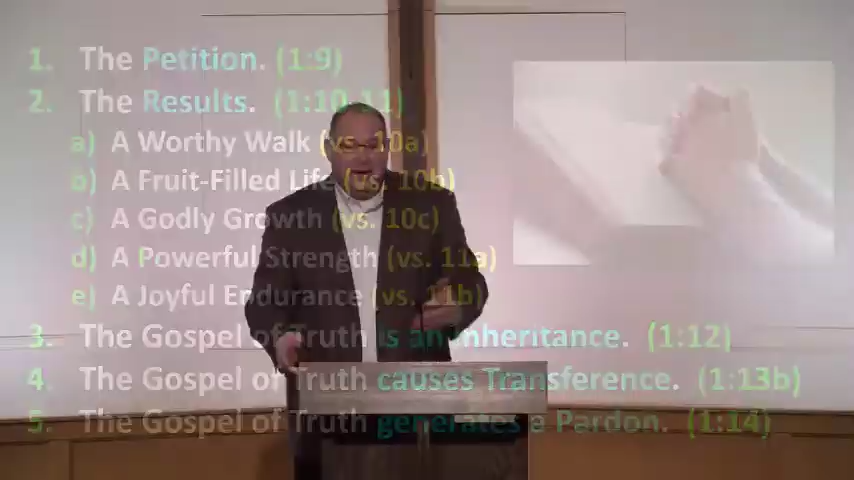 1. The Petition. (1:9)
2. The Results. (1:10-11)
a) A Worthy Walk (vs. 10a)
b) A Fruit-Filled Life (vs. 10b)
c) A Godly Growth (vs. 10c)
d) A Powerful Strength (vs. 11a)
e) A Joyful Endurance (vs. 11b)
3. The Gospel of Truth is an Inheritance. (1:12)
4. The Gospel of Truth causes Transference. (1:13b)
5. The Gospel of Truth generates a Pardon. (1:14)